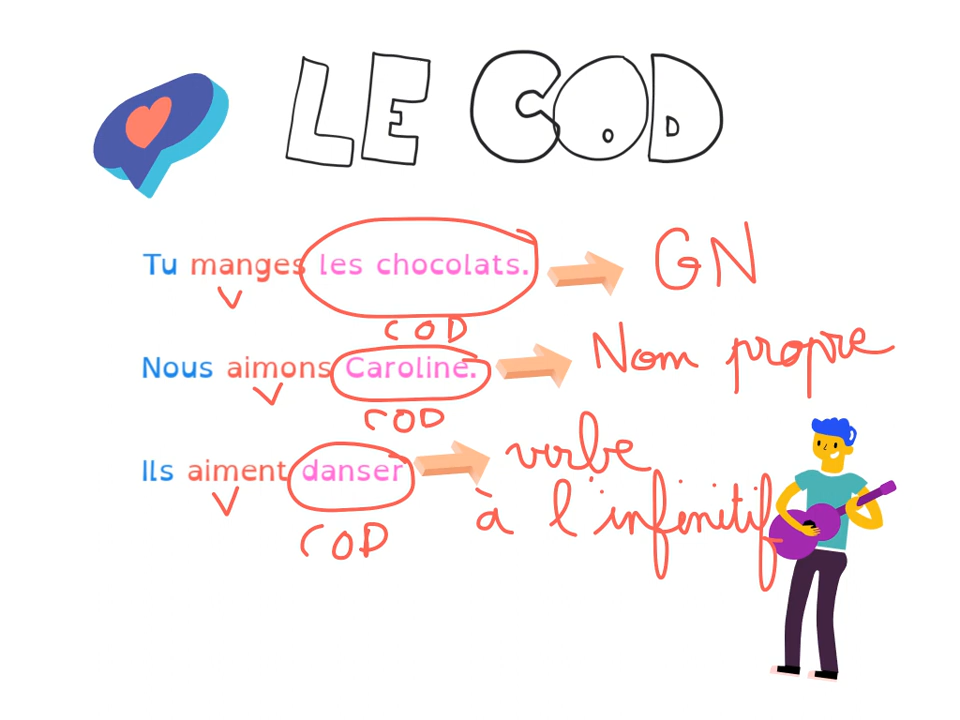 LE COD
Tu manges les chocolats. GN
V
COD
Nous aimons Caroline. Nom propre
V
COD
Ils aiment danser verbe
V
à l'infinitif
COD